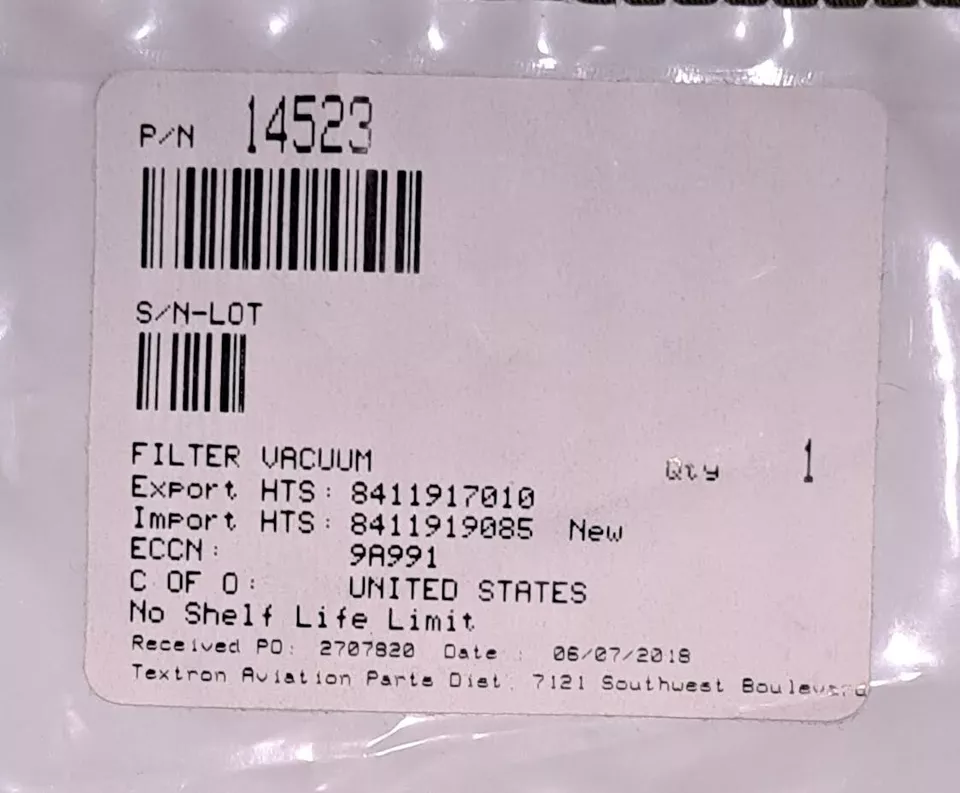 P/N 14523
S/N-LOT
FILTER VACUUM Qty 1
Export HTS: 8411917010
Import HTS: 8411919085 New
ECCN: 9A991
C OF O: UNITED STATES
No Shelf Life Limit
Received PO: 2707820 Date : 06/07/2018
Textron Aviation Parts Dist. 7121 Southwest Boulevard